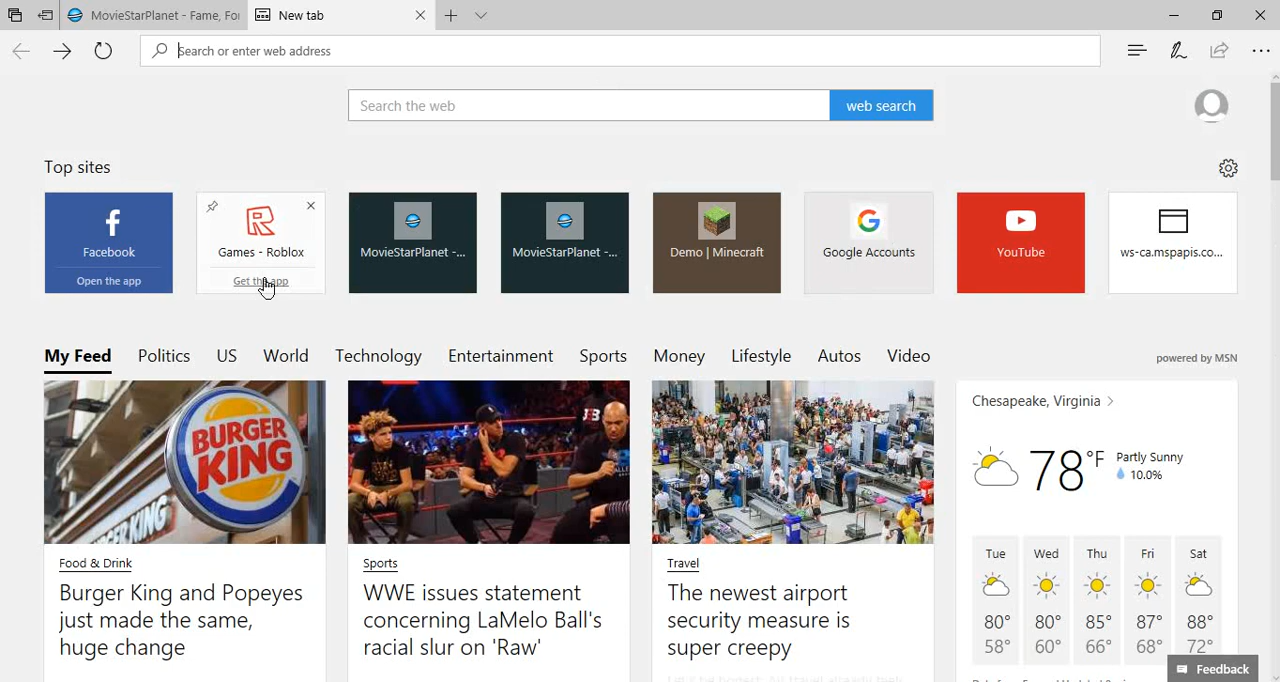 MovieStarPlanet - Fame, For
New tab
Search or enter web address
Search the web
web search
Top sites
Facebook
Open the app
Games - Roblox
Get the app
MovieStarPlanet -...
MovieStarPlanet -...
Demo | Minecraft
Google Accounts
YouTube
ws-ca.mspapis.co...
My Feed Politics US World Technology Entertainment Sports Money Lifestyle Autos Video
powered by MSN
BURGER KING
BURGER KING
Food & Drink
Burger King and Popeyes
just made the same,
huge change
Sports
WWE issues statement
concerning LaMelo Ball's
racial slur on 'Raw'
Travel
The newest airport
security measure is
super creepy
Chesapeake, Virginia
78°F
Partly Sunny
10.0%
Tue Wed Thu Fri Sat
80° 80° 85° 87° 88°
58° 60° 66° 68° 72°
Feedback